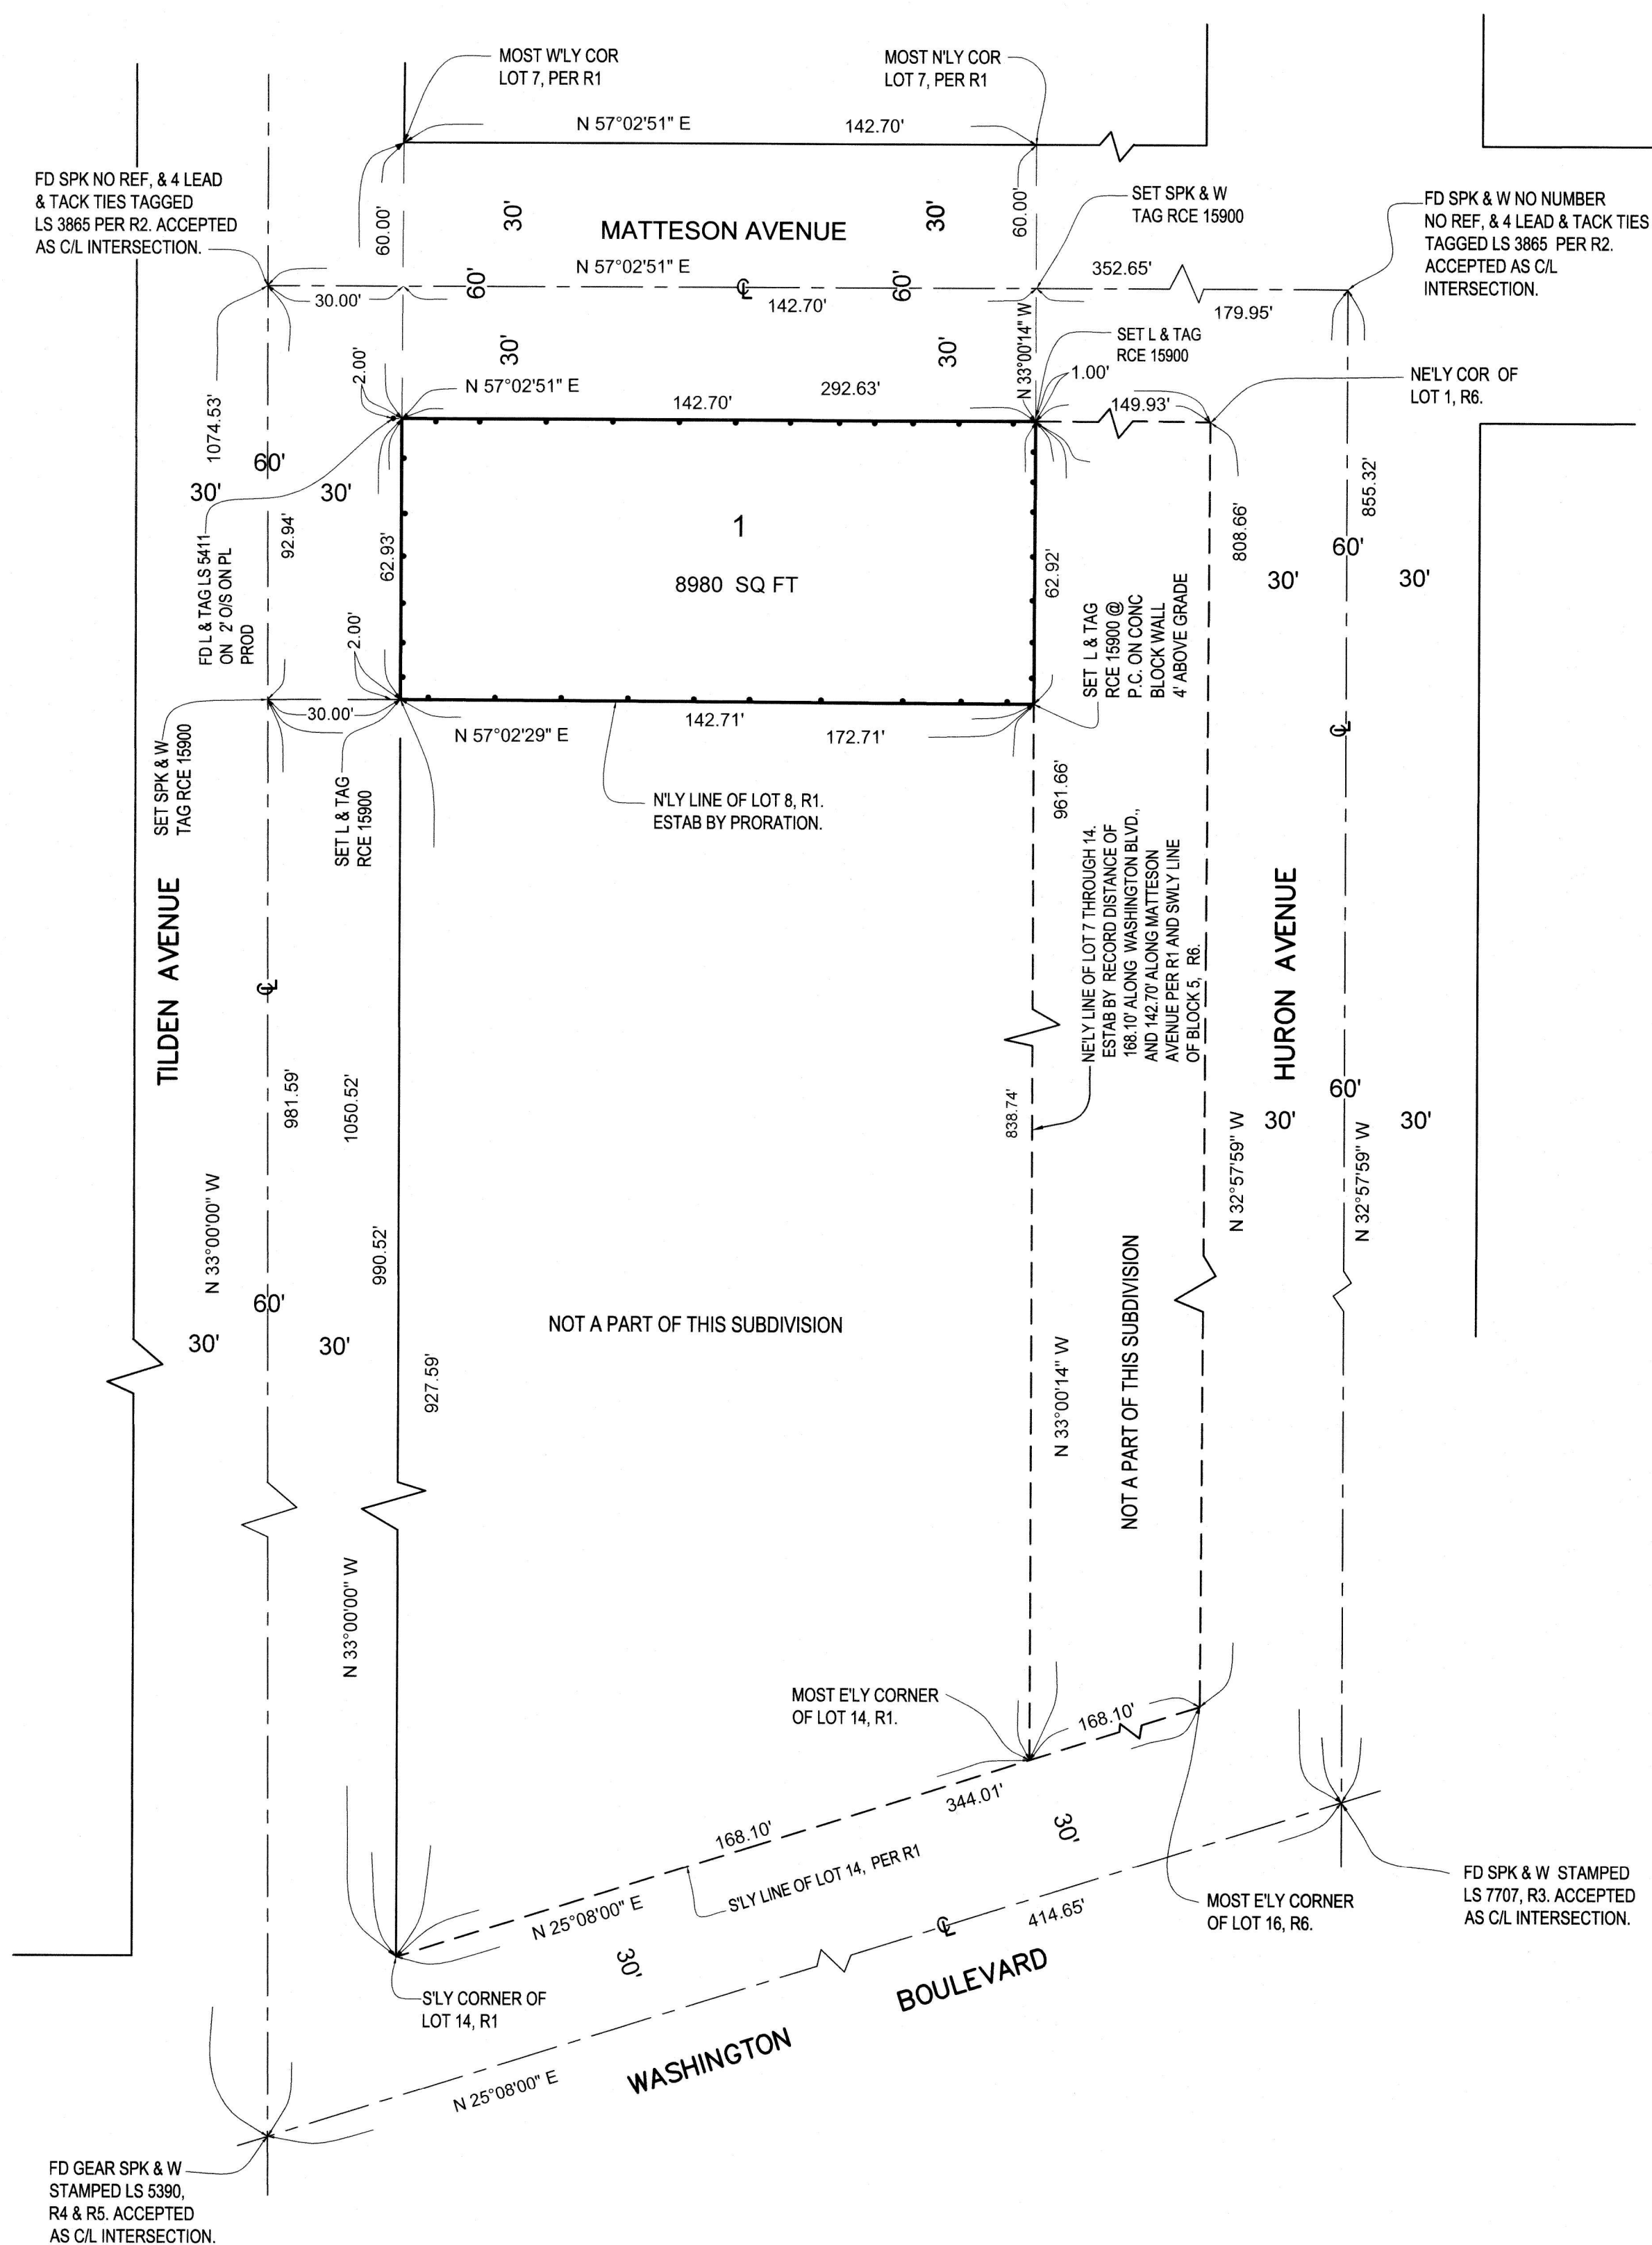 MOST W'LY COR
LOT 7, PER R1
MOST N'LY COR
LOT 7, PER R1
N 57°02'51" E
142.70'
FD SPK NO REF, & 4 LEAD
& TACK TIES TAGGED
LS 3865 PER R2. ACCEPTED
AS C/L INTERSECTION.
60.00'
30'
MATTESON AVENUE
30'
60.00'
SET SPK & W
TAG RCE 15900
FD SPK & W NO NUMBER
NO REF, & 4 LEAD & TACK TIES
TAGGED LS 3865 PER R2.
ACCEPTED AS C/L
INTERSECTION.
N 57°02'51" E
352.65'
30.00'
60'
℄
142.70'
60'
179.95'
30'
30'
N 33°00'14" W
SET L & TAG
RCE 15900
2.00'
N 57°02'51" E
292.63'
1.00'
NE'LY COR OF
LOT 1, R6.
142.70'
149.93'
1074.53'
60'
30'
30'
92.94'
FD L & TAG LS 5411
ON 2' O/S ON PL
PROD
62.93'
1
8980 SQ FT
62.92'
808.66'
855.32'
60'
30'
30'
SET L & TAG
RCE 15900 @
P.C. ON CONC
BLOCK WALL
4' ABOVE GRADE
2.00'
30.00'
N 57°02'29" E
142.71'
172.71'
℄
SET SPK & W
TAG RCE 15900
SET L & TAG
RCE 15900
N'LY LINE OF LOT 8, R1.
ESTAB BY PRORATION.
961.66'
NE'LY LINE OF LOT 7 THROUGH 14.
ESTAB BY RECORD DISTANCE OF
168.10' ALONG WASHINGTON BLVD.,
AND 142.70' ALONG MATTESON
AVENUE PER R1 AND SWLY LINE
OF BLOCK 5, R6.
TILDEN AVENUE
℄
HURON AVENUE
981.59'
1050.52'
838.74'
60'
30'
30'
N 33°00'00" W
990.52'
N 32°57'59" W
N 32°57'59" W
60'
30'
30'
NOT A PART OF THIS SUBDIVISION
927.59'
N 33°00'14" W
NOT A PART OF THIS SUBDIVISION
N 33°00'00" W
MOST E'LY CORNER
OF LOT 14, R1.
168.10'
344.01'
168.10'
30'
S'LY LINE OF LOT 14, PER R1
N 25°08'00" E
30'
℄
414.65'
MOST E'LY CORNER
OF LOT 16, R6.
FD SPK & W STAMPED
LS 7707, R3. ACCEPTED
AS C/L INTERSECTION.
S'LY CORNER OF
LOT 14, R1
WASHINGTON BOULEVARD
N 25°08'00" E
FD GEAR SPK & W
STAMPED LS 5390,
R4 & R5. ACCEPTED
AS C/L INTERSECTION.